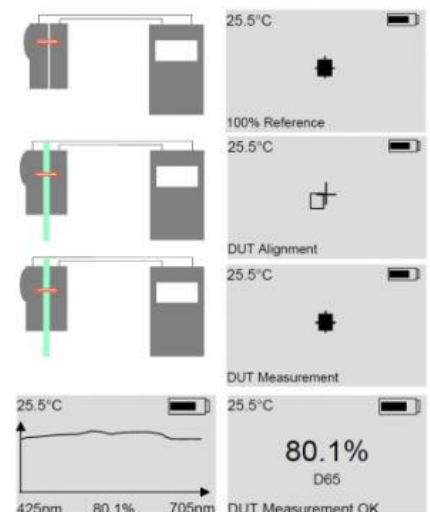 25.5°C
100% Reference
25.5°C
DUT Alignment
25.5°C
DUT Measurement
25.5°C
425nm 80.1% 705nm
25.5°C
80.1%
D65
DUT Measurement OK